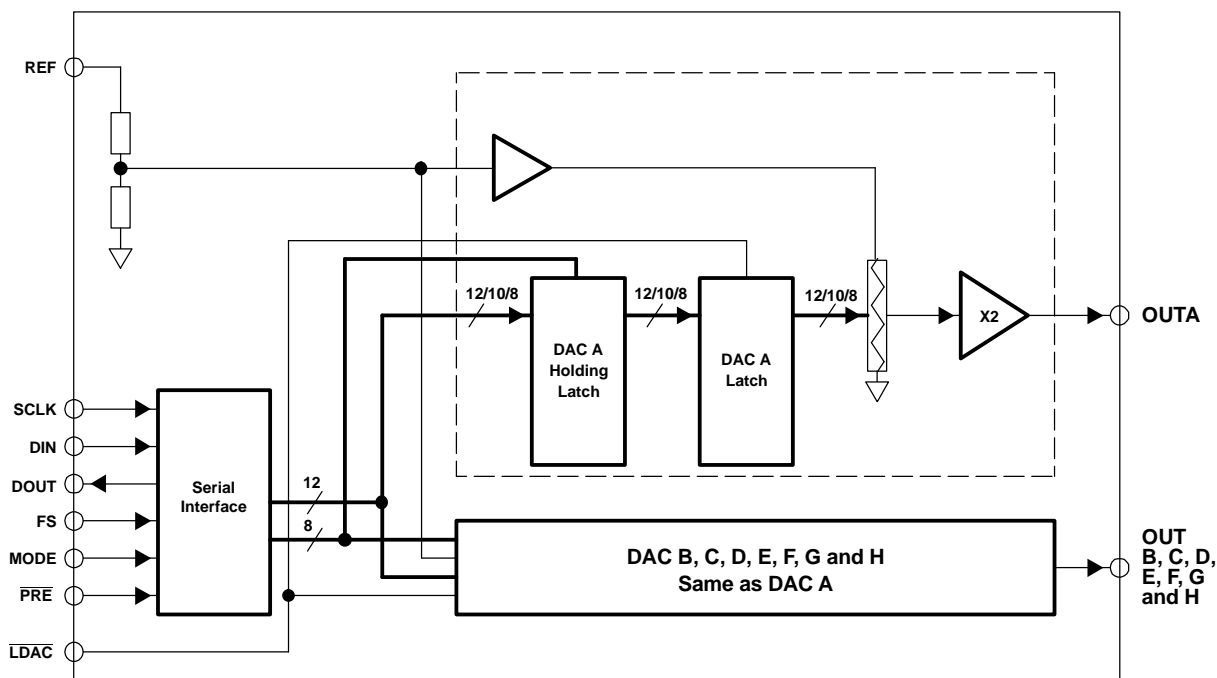 REF
12/10/8
12/10/8
12/10/8
X2
OUTA
DAC A
Holding
Latch
DAC A
Latch
SCLK
DIN
DOUT
FS
MODE
PRE
LDAC
Serial
Interface
12
8
DAC B, C, D, E, F, G and H
Same as DAC A
OUT
B, C, D,
E, F, G
and H